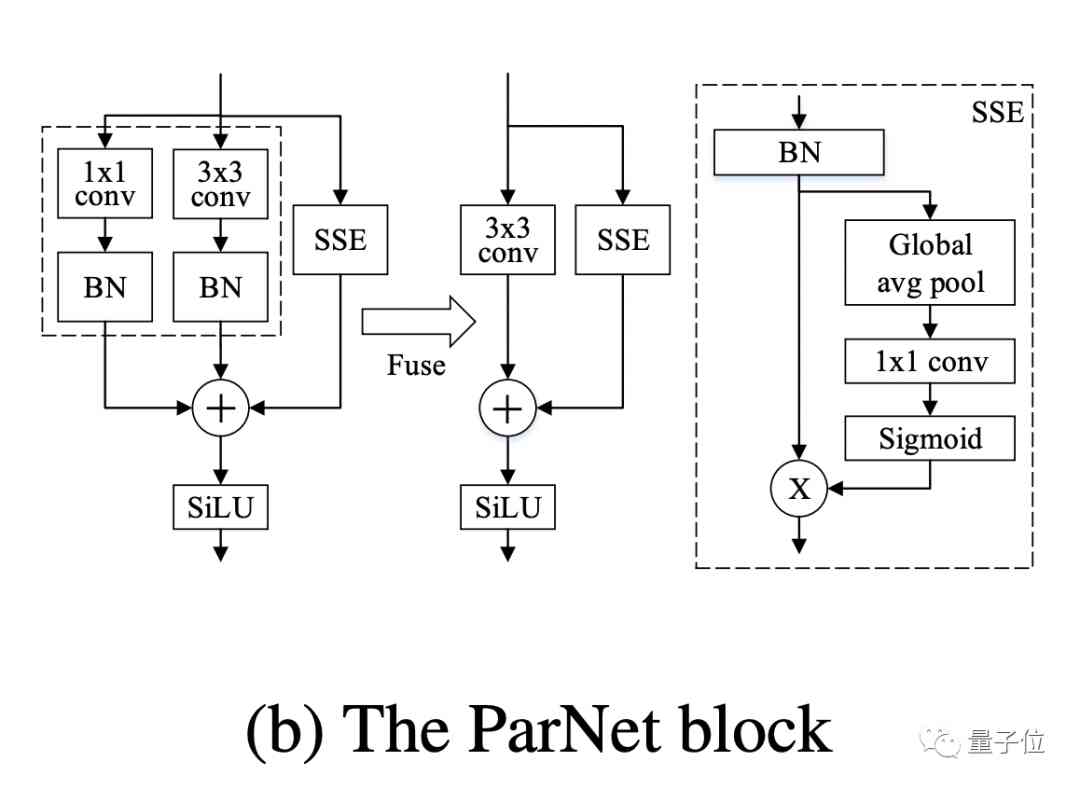 1x1
conv
3x3
conv
BN
BN
SSE
SiLU
Fuse
3x3
conv
SSE
SiLU
SSE
BN
Global
avg pool
1x1 conv
Sigmoid
X
(b) The ParNet block
量子位